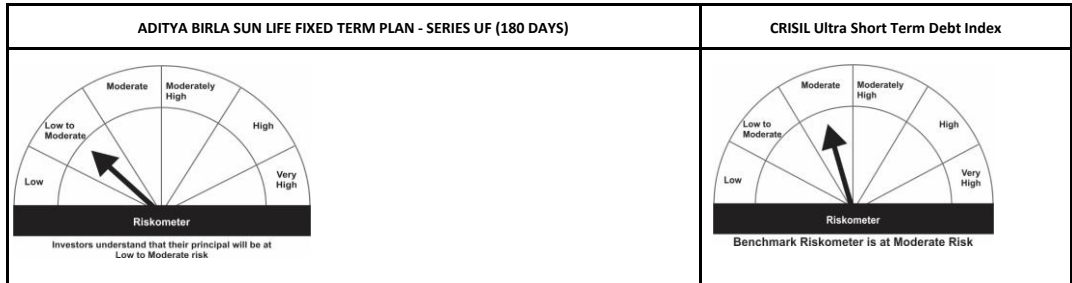 ADITYA BIRLA SUN LIFE FIXED TERM PLAN - SERIES UF (180 DAYS)
CRISIL Ultra Short Term Debt Index
Moderate
Moderately
High
Low to
Moderate
High
Low
Very
High
Riskometer
Investors understand that their principal will be at
Low to Moderate risk
Moderate
Moderately
High
Low to
Moderate
High
Low
Very
High
Riskometer
Benchmark Riskometer is at Moderate Risk